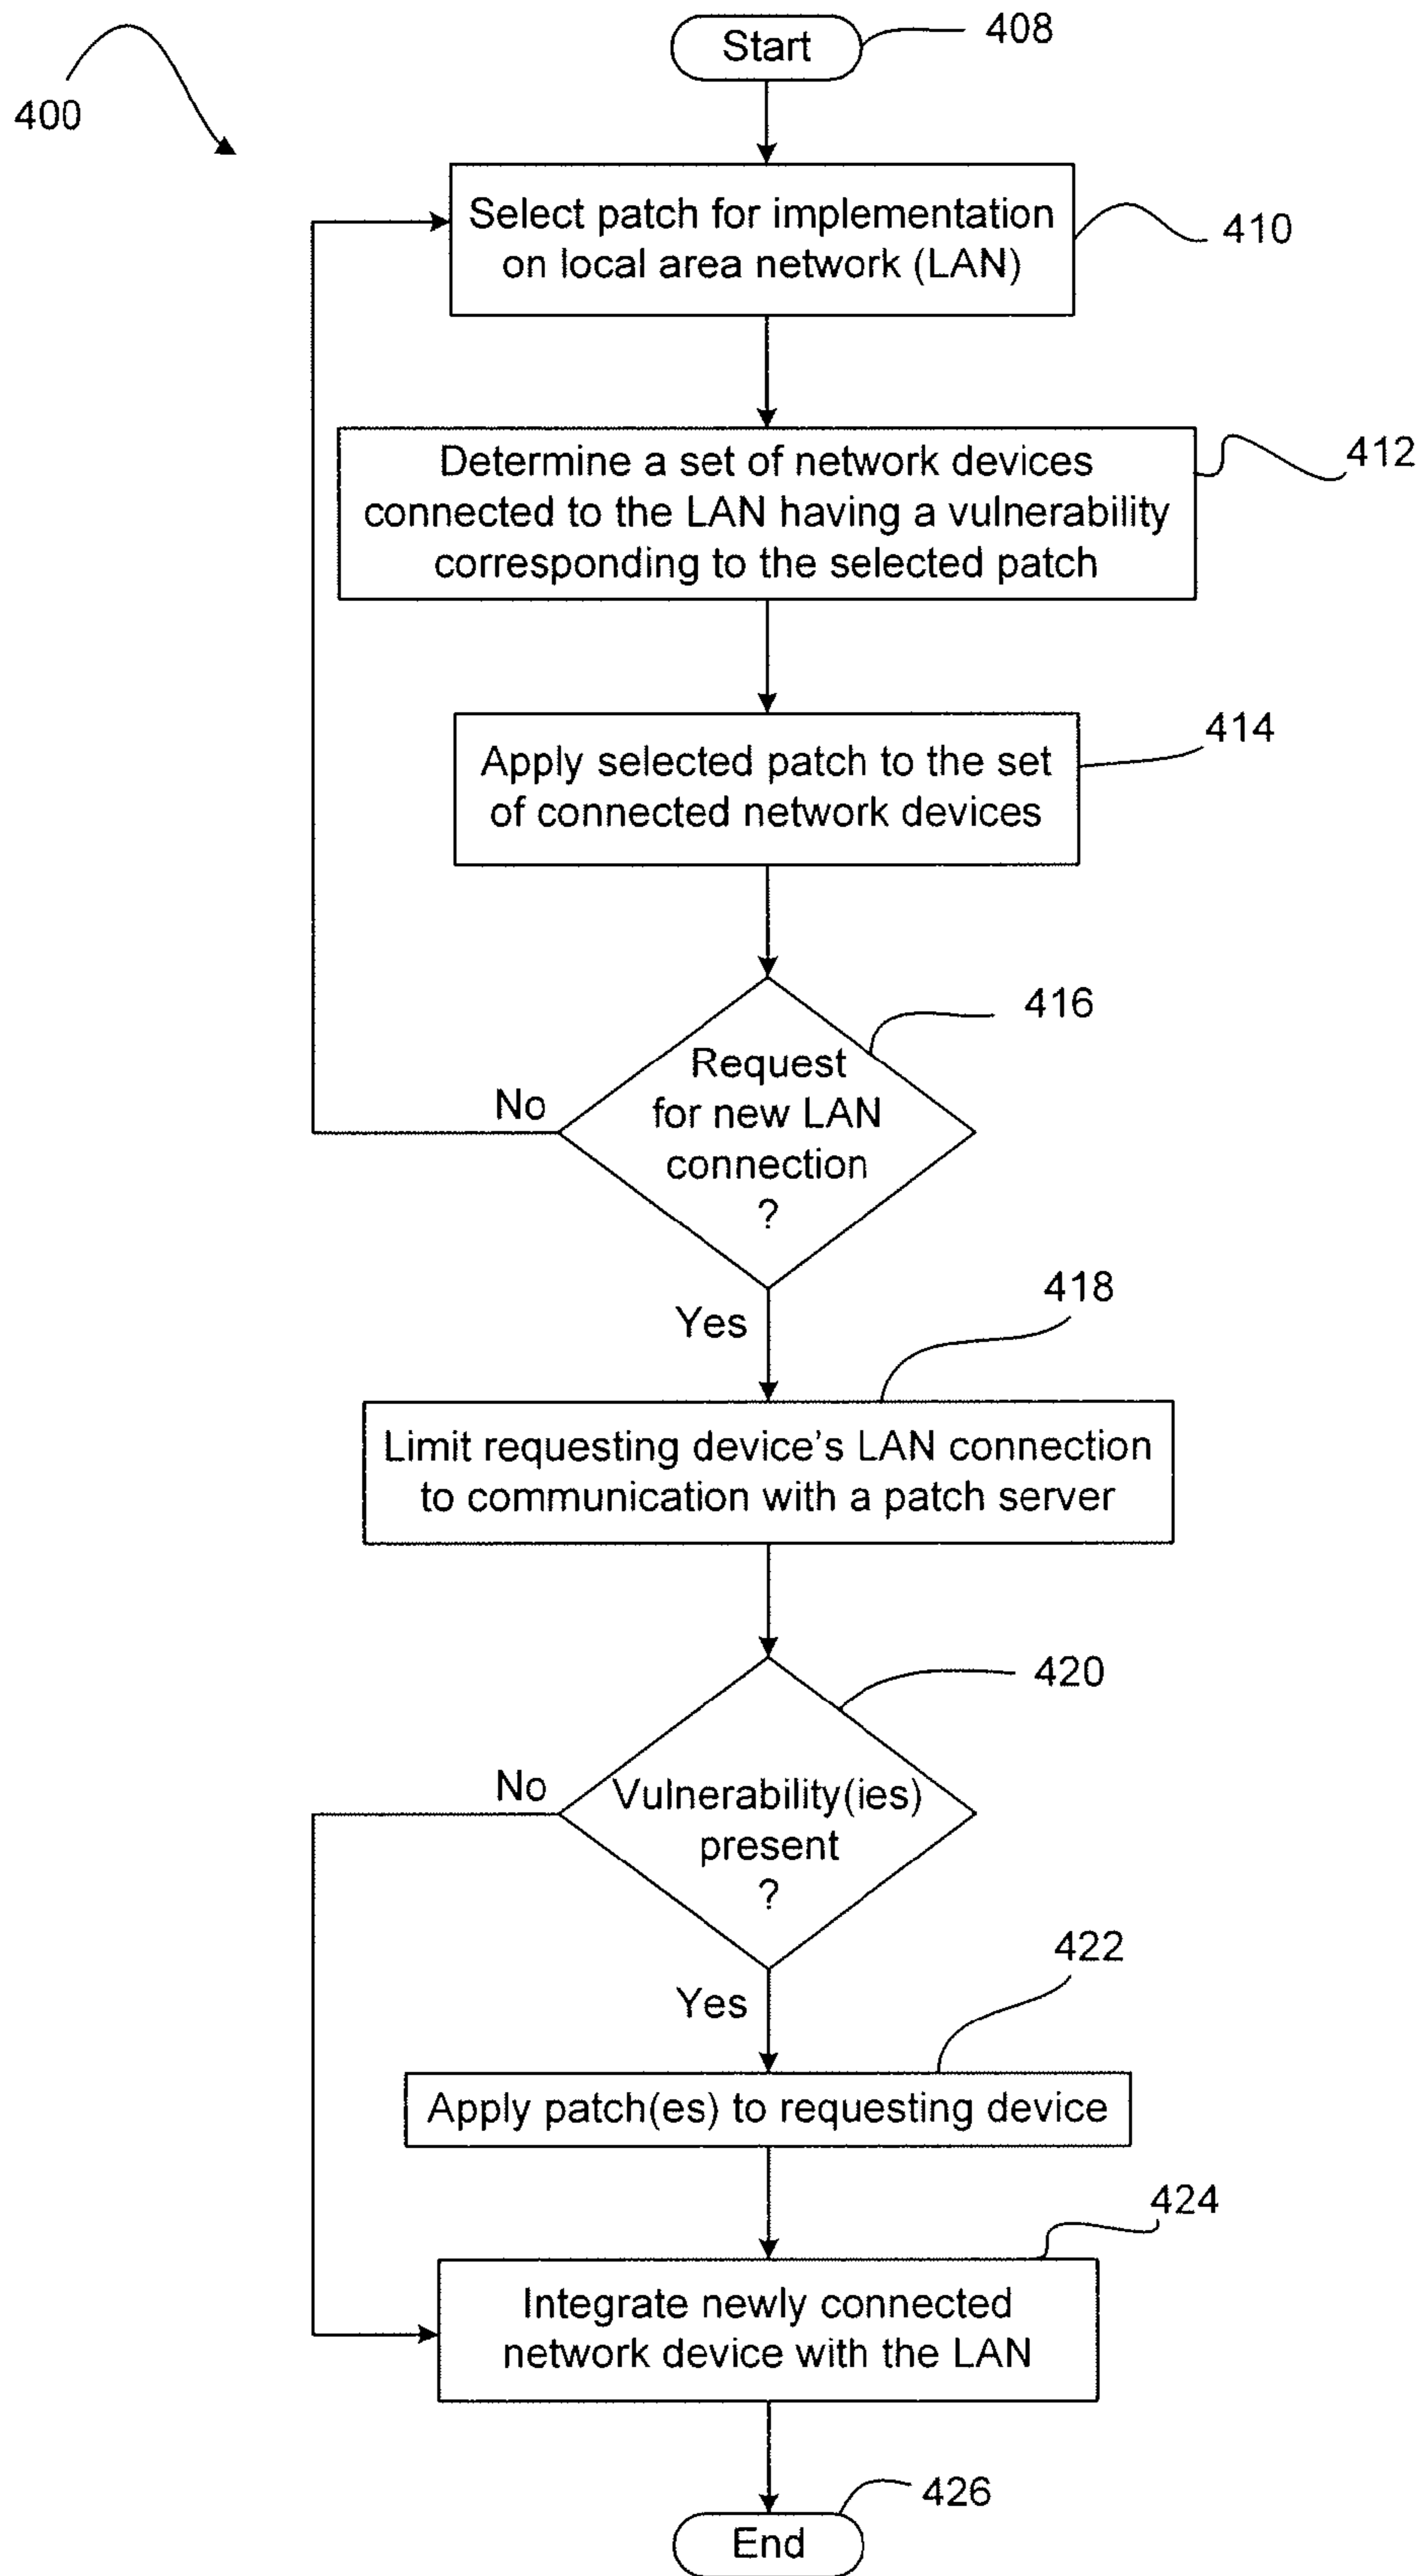 Start
408
400
Select patch for implementation
on local area network (LAN)
410
Determine a set of network devices
connected to the LAN having a vulnerability
corresponding to the selected patch
412
Apply selected patch to the set
of connected network devices
414
416
Request
for new LAN
connection
?
No
Yes
418
Limit requesting device's LAN connection
to communication with a patch server
420
No
Vulnerability(ies)
present
?
Yes
422
Apply patch(es) to requesting device
424
Integrate newly connected
network device with the LAN
426
End